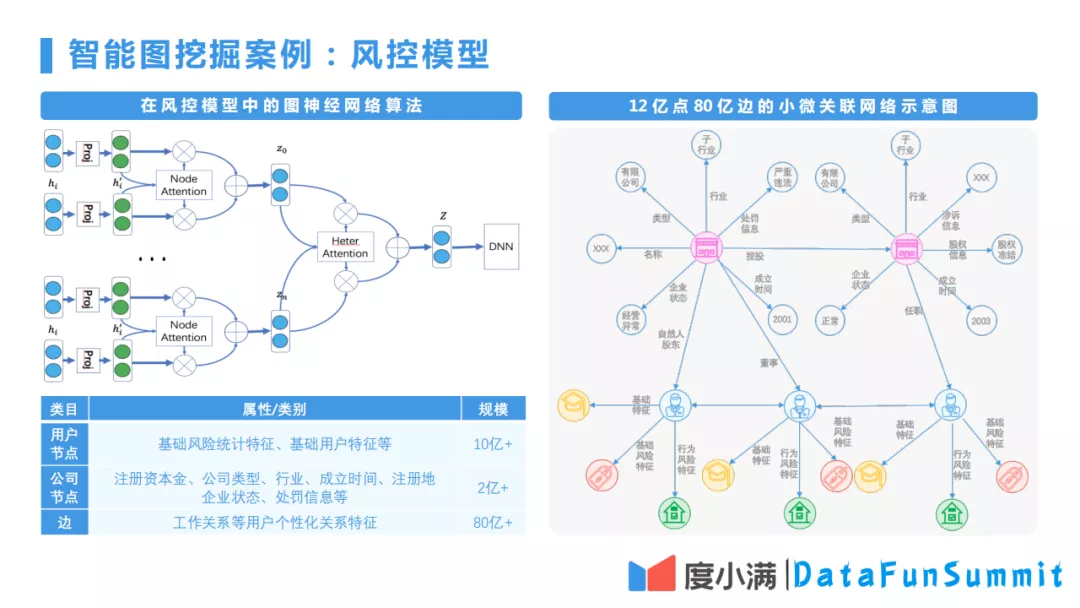 智能图挖掘案例：风控模型
在风控模型中的图神经网络算法
Proj
Proj
h_i
h_i'
Node
Attention
z_0
...
Proj
Proj
h_i
h_i'
Node
Attention
z_n
Heter
Attention
Z
DNN
类目
属性/类别
规模
用户
节点
基础风险统计特征、基础用户特征等
10亿+
公司
节点
注册资本金、公司类型、行业、成立时间、注册地
企业状态、处罚信息等
2亿+
边
工作关系等用户个性化关系特征
80亿+
12亿点80亿边的小微关联网络示意图
子
行业
有限
公司
严重
违法
行业
类型
处罚
信息
XXX
名称
控股
企业
状态
成立
时间
经营
异常
2001
自然人
股东
董事
子
行业
有限
公司
XXX
行业
类型
涉诉
信息
股权
信息
股权
冻结
企业
状态
成立
时间
正常
2003
任职
基础
特征
基础
风险
特征
行为
风险
特征
基础
特征
行为
风险
特征
基础
风险
特征
基础
特征
行为
风险
特征
基础
风险
特征
度小满
DataFunSummit